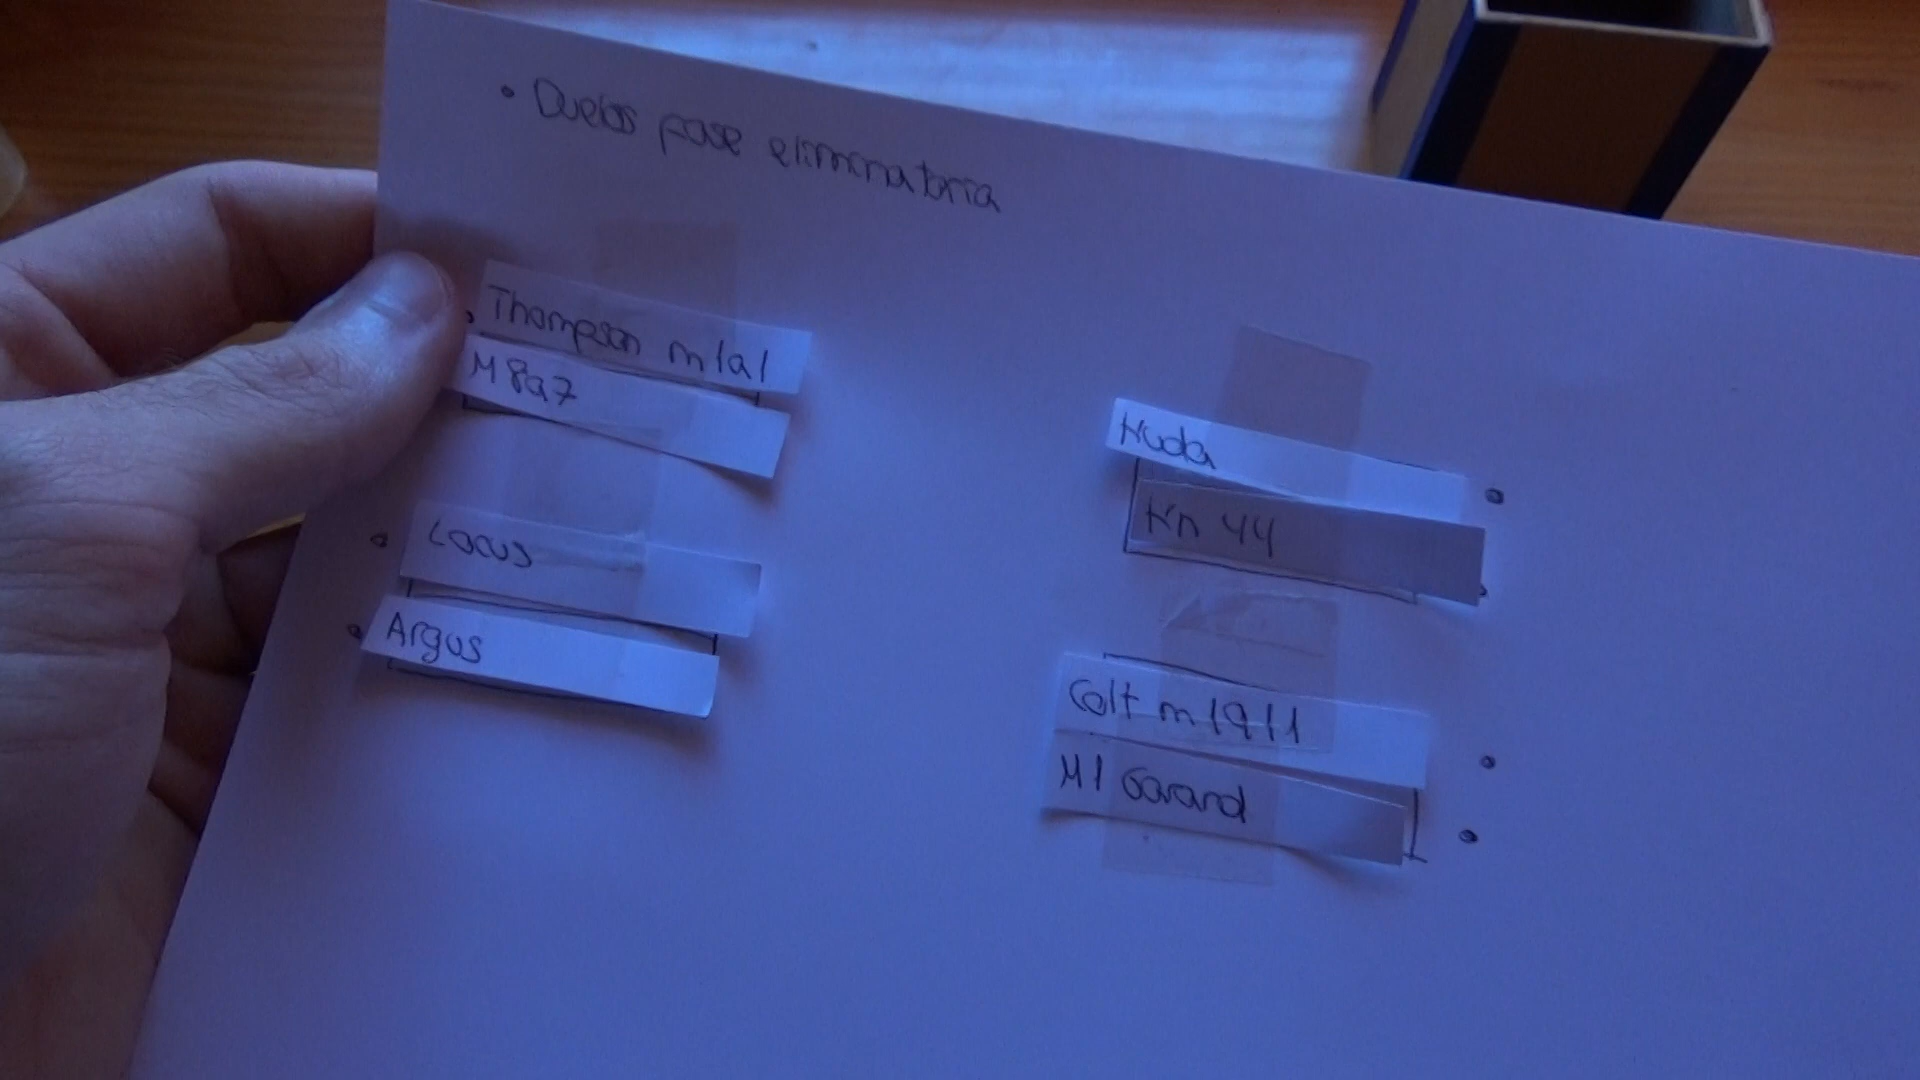 • Duelos fase eliminatoria
Thompson m1a1
M8a7
Locus
Argus
Kuda
Kn 44
Colt m1911
M1 Garand